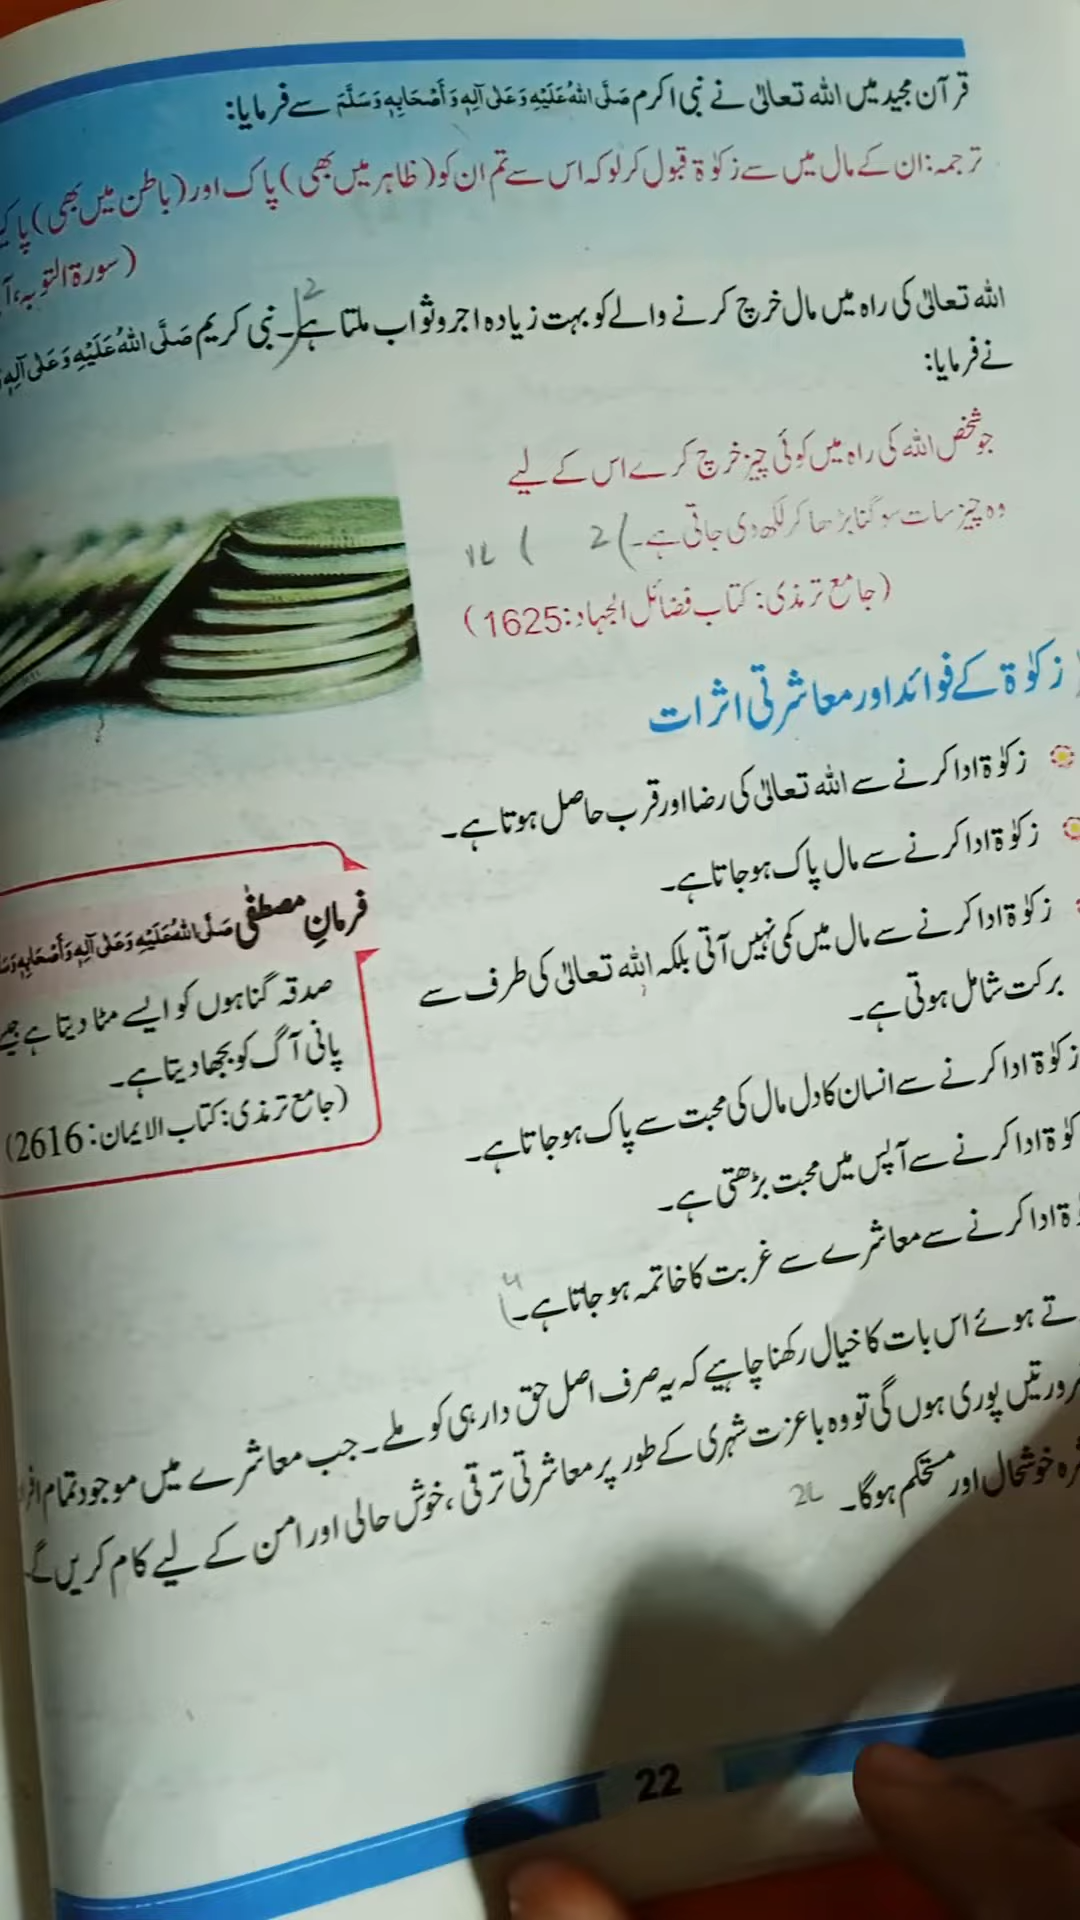 قرآن مجید میں اللہ تعالیٰ نے نبی اکرم صَلَّی اللهُ عَلَیْهِ وَعَلٰی آلِهٖ وَأَصْحَابِهٖ وَسَلَّمَ سے فرمایا:
ترجمہ: ان کے مال میں سے زکوٰۃ قبول کر لو کہ اس سے تم ان کو (ظاہر میں بھی) پاک اور (باطن میں بھی)
(سورۃ التوبہ،
اللہ تعالیٰ کی راہ میں مال خرچ کرنے والے کو بہت زیادہ اجر و ثواب ملتا ہے۔ نبی کریم صَلَّی اللهُ عَلَیْهِ وَعَلٰی آلِهٖ
2
نے فرمایا:
جو شخص اللہ کی راہ میں کوئی چیز خرچ کرے اس کے لیے
وہ چیز سات سو گنا بڑھا کر لکھ دی جاتی ہے۔ ( 2 )
(جامع ترمذی: کتاب فضائل الجہاد: 1625)
زکوٰۃ کے فوائد اور معاشرتی اثرات
زکوٰۃ ادا کرنے سے اللہ تعالیٰ کی رضا اور قرب حاصل ہوتا ہے۔
زکوٰۃ ادا کرنے سے مال پاک ہو جاتا ہے۔
زکوٰۃ ادا کرنے سے مال میں کمی نہیں آتی بلکہ اللہ تعالیٰ کی طرف سے
برکت شامل ہوتی ہے۔
زکوٰۃ ادا کرنے سے انسان کا دل مال کی محبت سے پاک ہو جاتا ہے۔
ادا کرنے سے آپس میں محبت بڑھتی ہے۔
ادا کرنے سے معاشرے سے غربت کا خاتمہ ہو جاتا ہے۔
فرمانِ مصطفٰی صَلَّی اللهُ عَلَیْهِ وَعَلٰی آلِهٖ وَأَصْحَابِهٖ
صدقہ گناہوں کو ایسے مٹا دیتا ہے
پانی آگ کو بجھا دیتا ہے۔
(جامع ترمذی: کتاب الایمان: 2616)
ہوئے اس بات کا خیال رکھنا چاہیے کہ یہ صرف اصل حق دار ہی کو ملے۔ جب معاشرے میں موجود تمام
پوری ہوں گی تو وہ باعزت شہری کے طور پر معاشرتی ترقی، خوش حالی اور امن کے لیے کام کریں گے
خوشحال اور مستحکم ہوگا۔
22